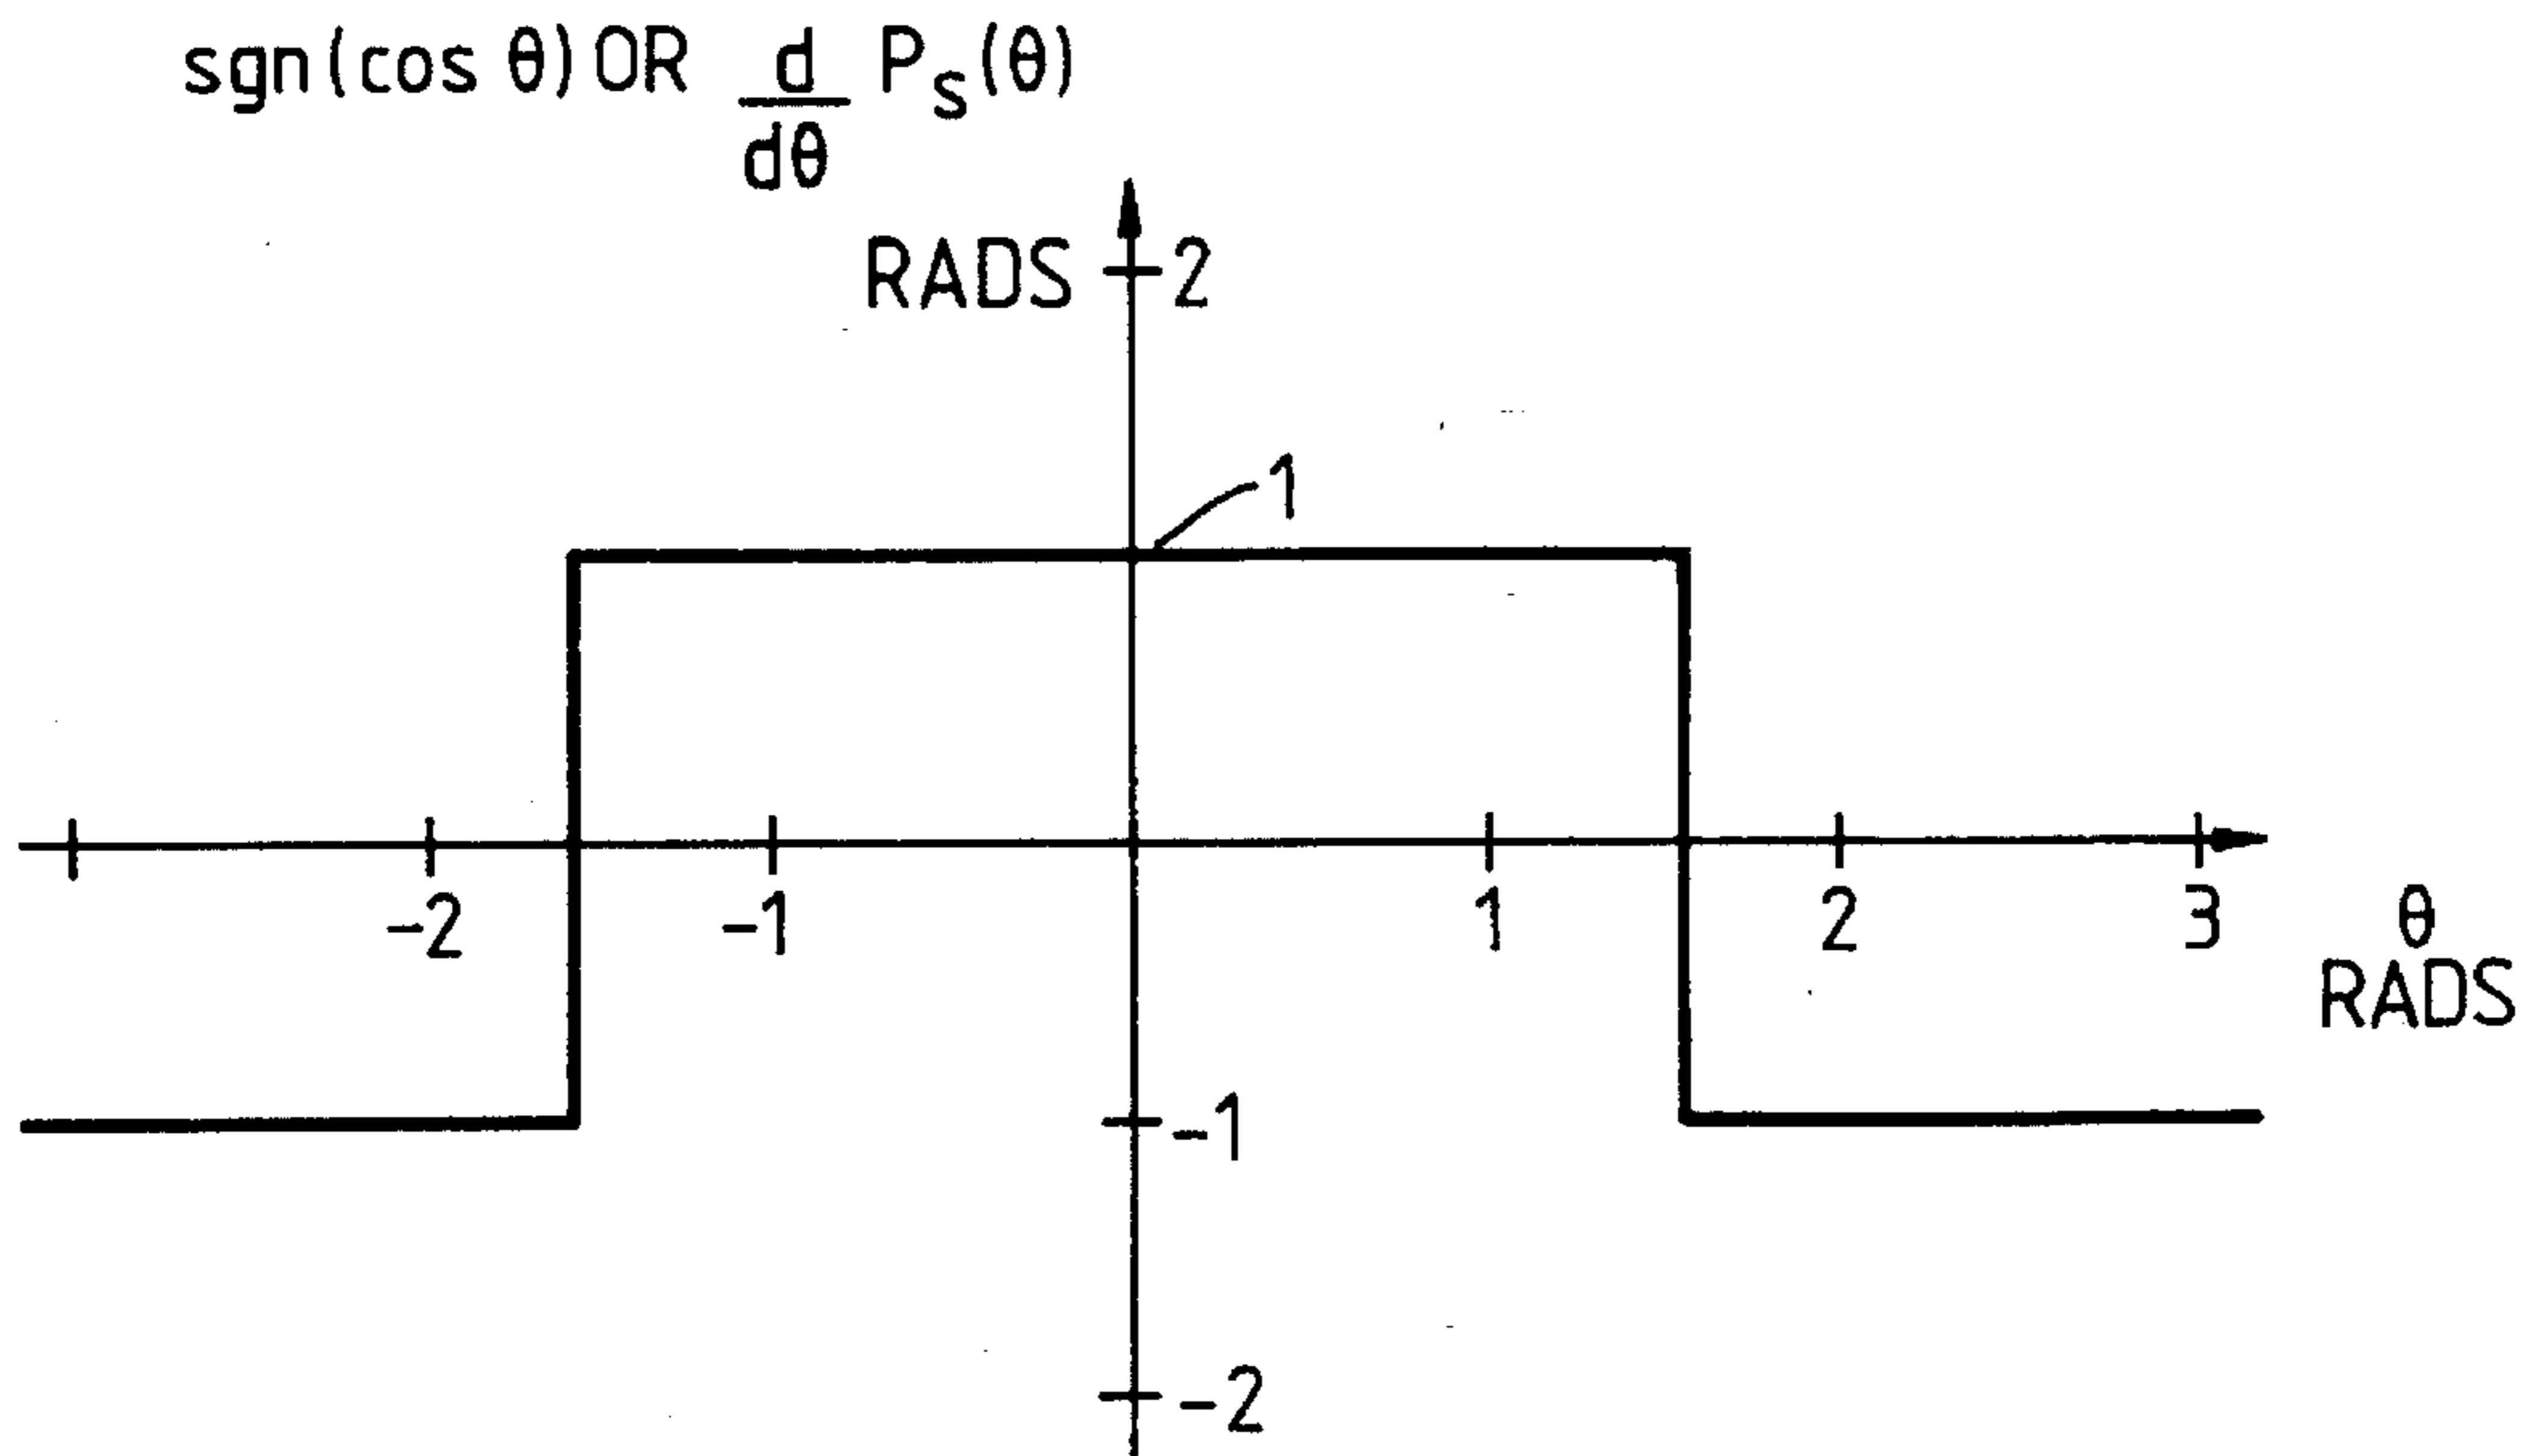 sgn(cos θ) OR d/dθ P_s(θ)
RADS
2
1
-2
-1
1
2
3
θ
RADS
-1
-2